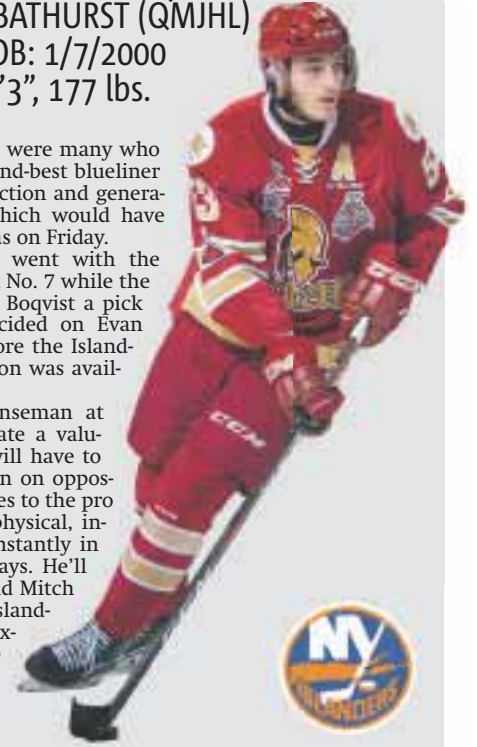 BATHURST (QMJHL)
OB: 1/7/2000
'3”, 177 lbs.
were many who
nd-best blueliner
ction and genera-
hich would have
ns on Friday.
went with the
No. 7 while the
Boqvist a pick
cided on Evan
ore the Island-
on was avail-
nseman at
ate a valu-
vill have to
n on oppos-
es to the pro
physical, in-
nstantly in
ays. He’ll
d Mitch
sland-
x-
A
CCM
CCM
NY
ISLANDERS